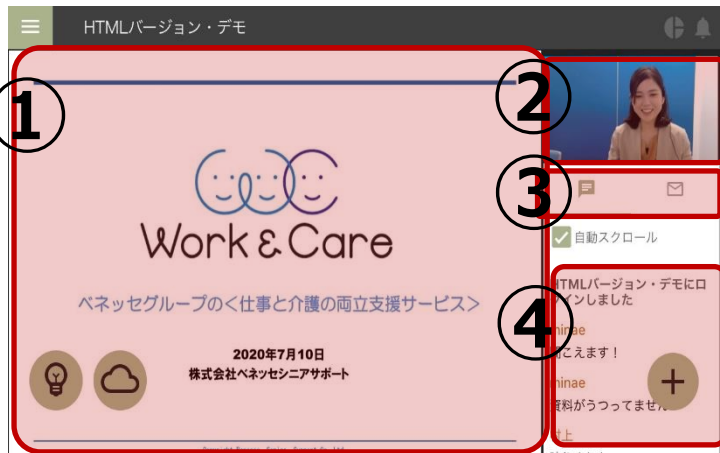 HTMLバージョン・デモ
①
Work & Care
ベネッセグループの<仕事と介護の両立支援サービス>
2020年7月10日
株式会社ベネッセシニアサポート
②
③
自動スクロール
④
HTMLバージョン・デモにロ
グインしました
minae
こえます！
minae
資料がうつってません
上